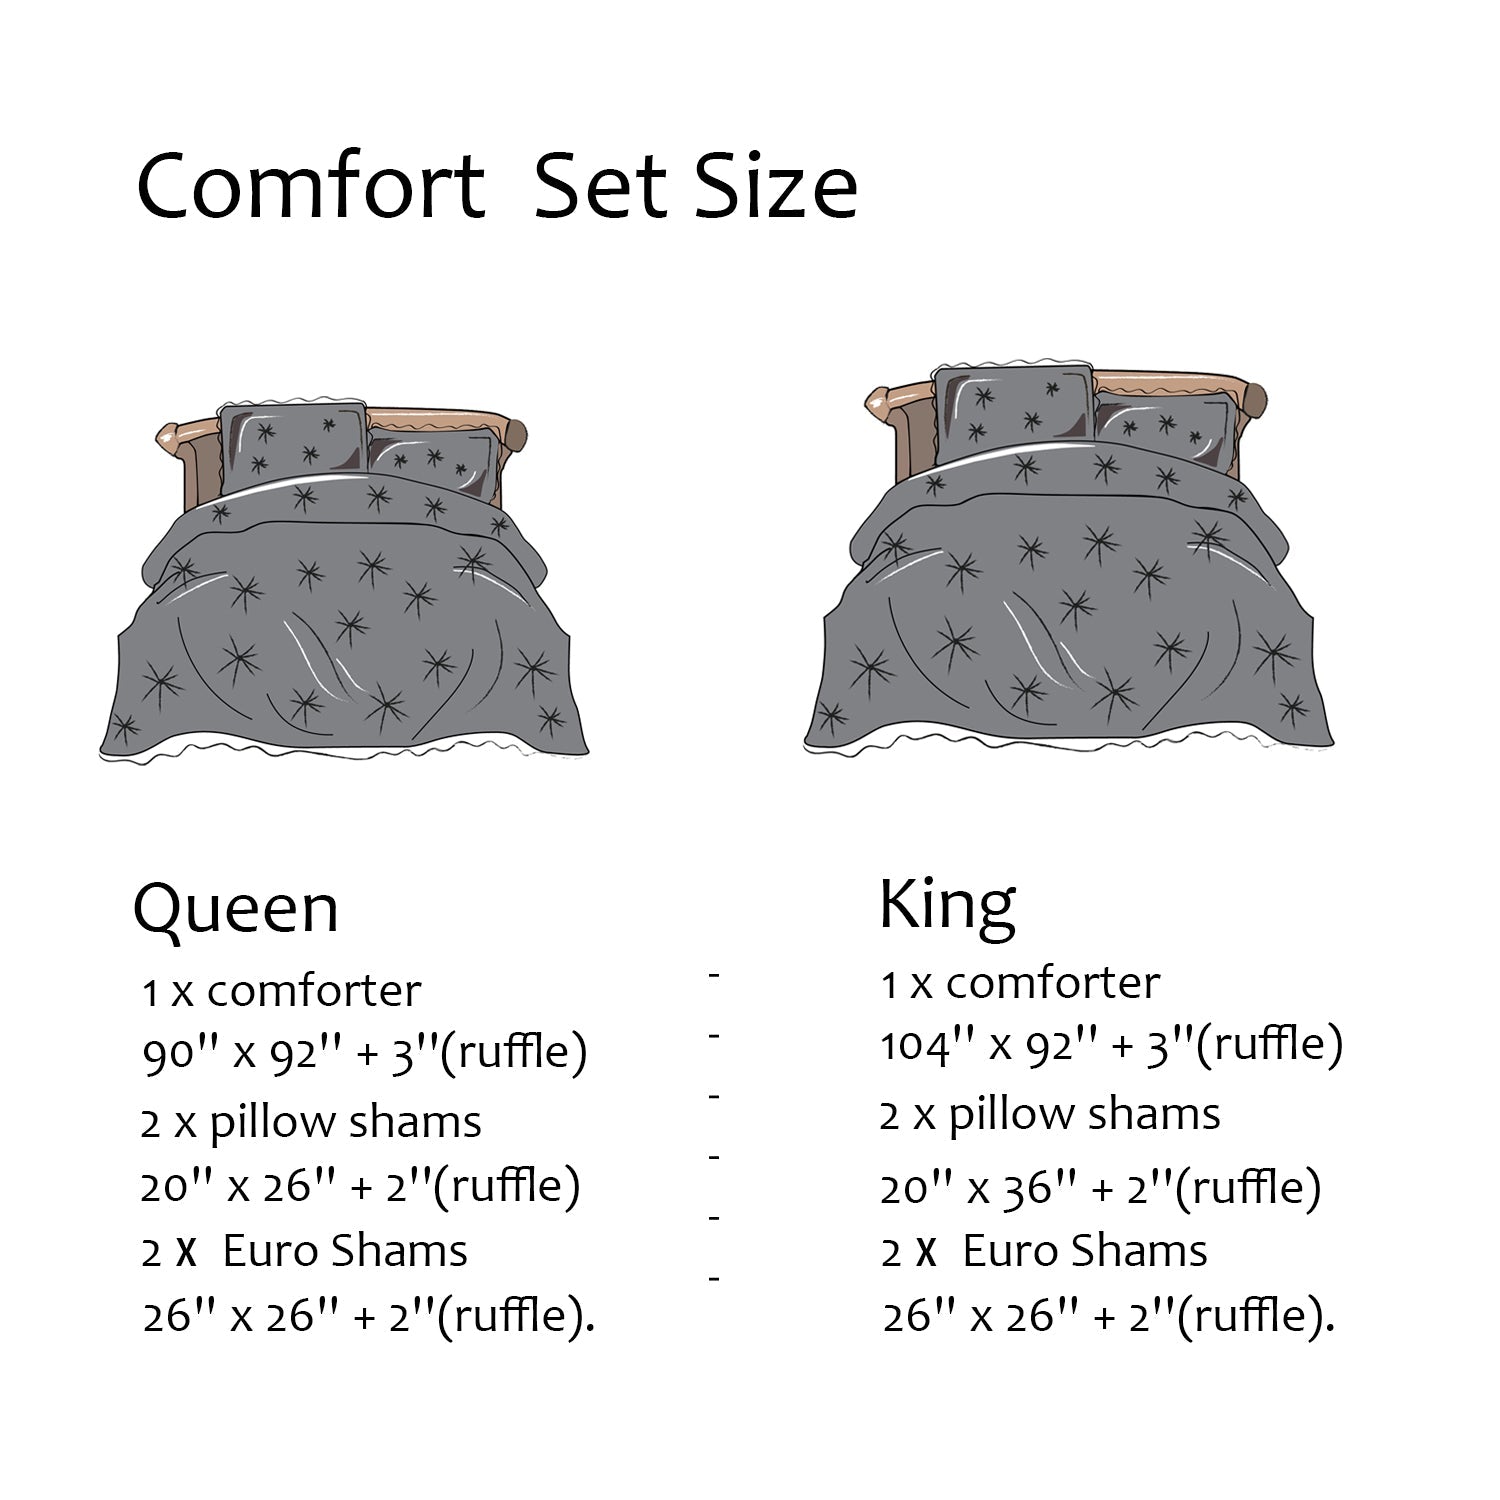 Comfort Set Size
Queen
1 x comforter
90'' x 92'' + 3''(ruffle)
2 x pillow shams
20'' x 26'' + 2''(ruffle)
2 x Euro Shams
26'' x 26'' + 2''(ruffle).
-
-
-
-
-
-
King
1 x comforter
104'' x 92'' + 3''(ruffle)
2 x pillow shams
20'' x 36'' + 2''(ruffle)
2 x Euro Shams
26'' x 26'' + 2''(ruffle).